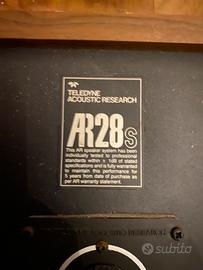 TELEDYNE
ACOUSTIC RESEARCH
AR28s
This AR speaker system has been
individually tested to professional
standards within ± 1dB of stated
specifications and is fully warranted
to maintain this performance for
5 years from date of purchase as
per AR warranty statement.
ACOUSTIC RESEARCH
subito